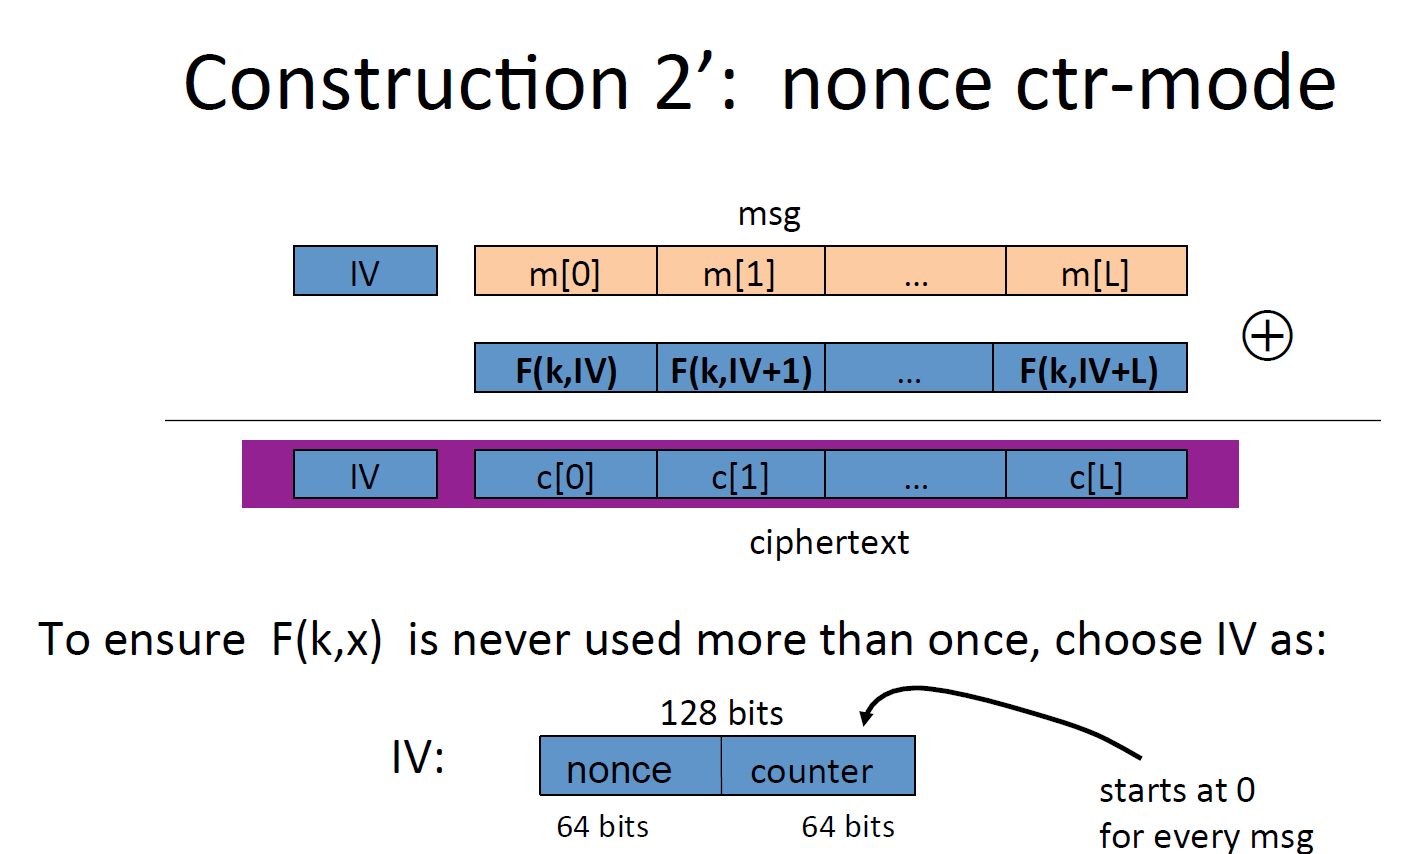 Construction 2’: nonce ctr-mode
msg
IV m[0] m[1] … m[L]
⊕
F(k,IV) F(k,IV+1) … F(k,IV+L)
IV c[0] c[1] … c[L]
ciphertext
To ensure F(k,x) is never used more than once, choose IV as:
128 bits
IV: nonce counter
64 bits 64 bits
starts at 0
for every msg